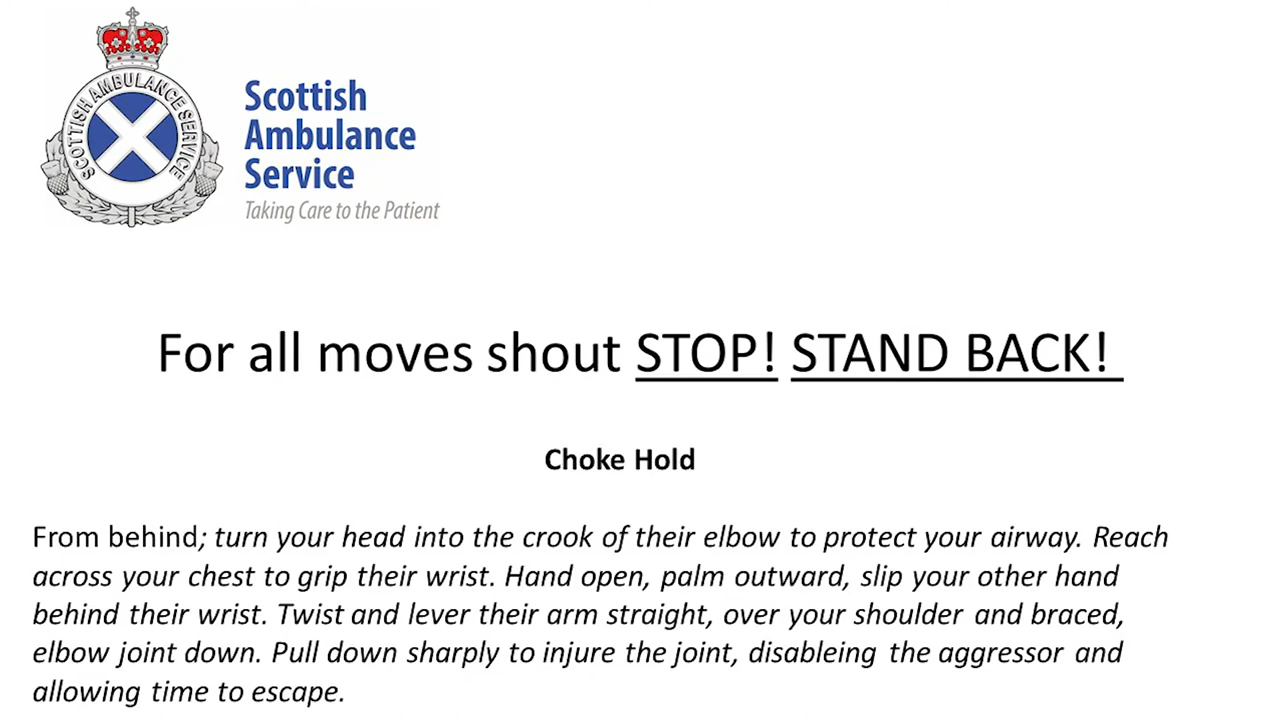 SCOTTISH AMBULANCE SERVICE
Scottish
Ambulance
Service
Taking Care to the Patient
For all moves shout STOP! STAND BACK!
Choke Hold
From behind; turn your head into the crook of their elbow to protect your airway. Reach
across your chest to grip their wrist. Hand open, palm outward, slip your other hand
behind their wrist. Twist and lever their arm straight, over your shoulder and braced,
elbow joint down. Pull down sharply to injure the joint, disableing the aggressor and
allowing time to escape.